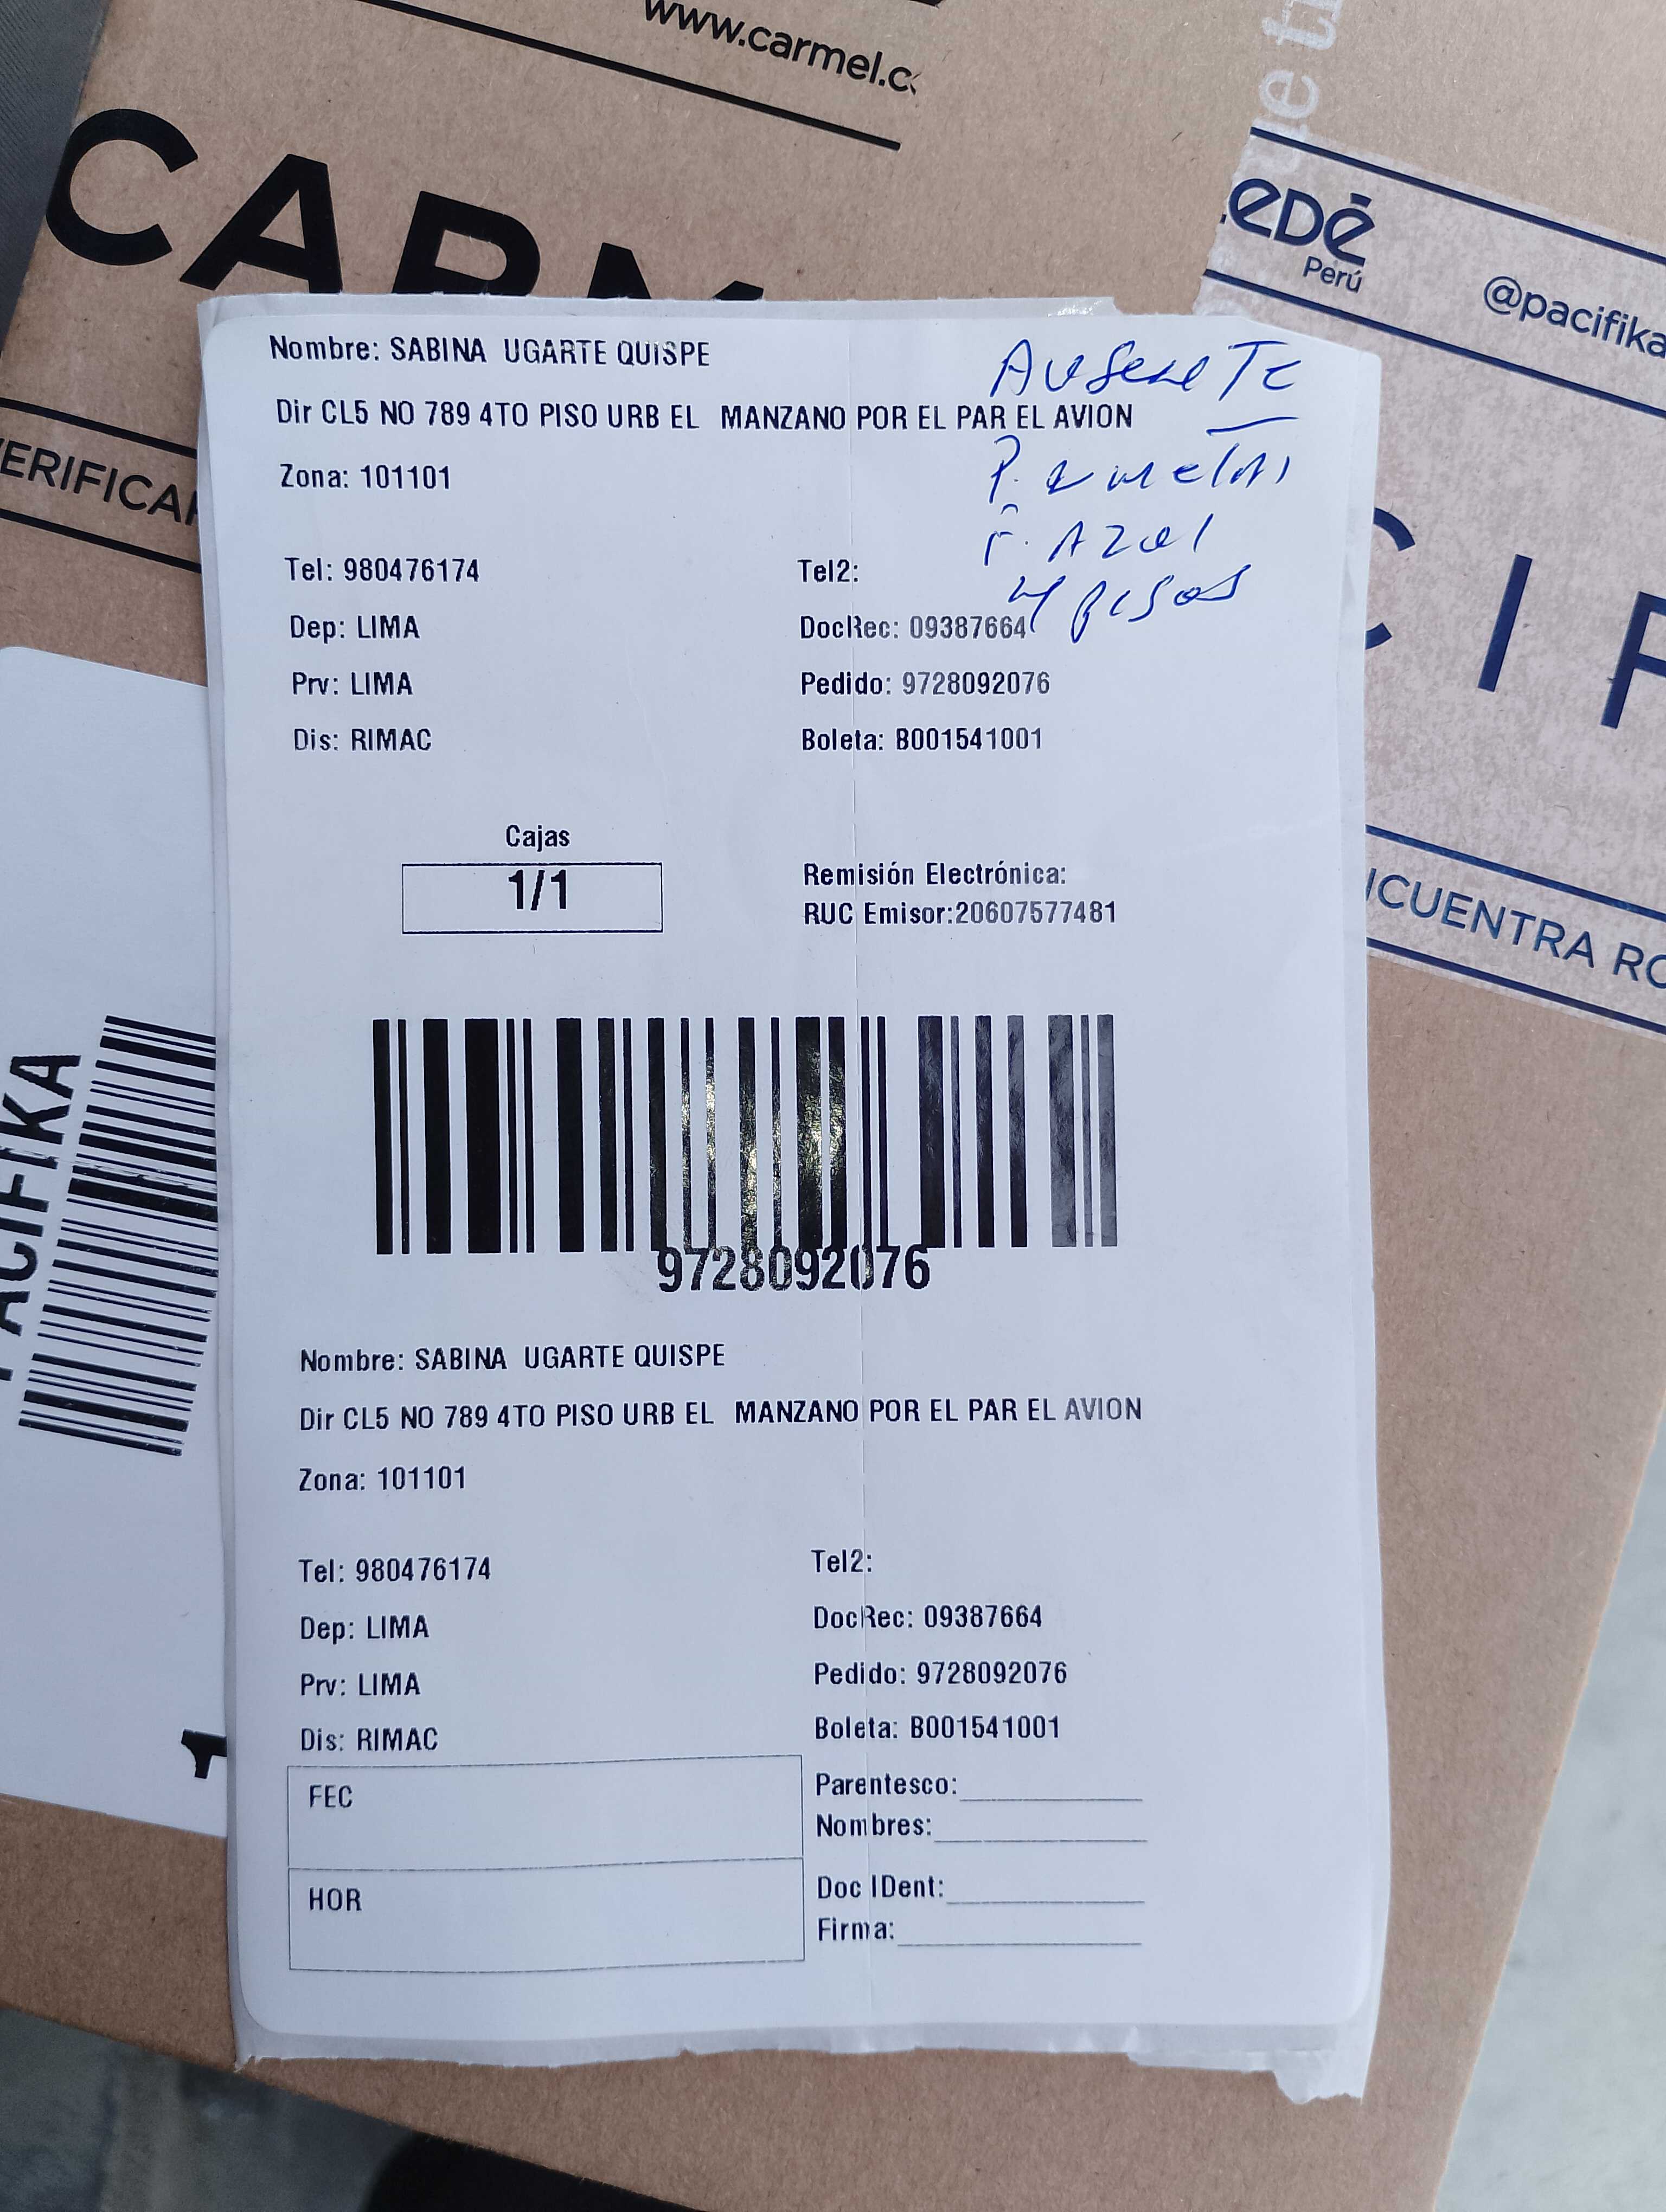 www.carmel.c
CARM
VERIFICA
EDÉ
Perú
@pacifika
CIF
NCUENTRA RO
PACIFIKA
Nombre: SABINA UGARTE QUISPE
Dir CL5 NO 789 4TO PISO URB EL MANZANO POR EL PAR EL AVION
Zona: 101101
AUSENTE
AZUL
4 PISOS
Tel: 980476174
Tel2:
Dep: LIMA
DocRec: 09387664
Prv: LIMA
Pedido: 9728092076
Dis: RIMAC
Boleta: B001541001
Cajas
1/1
Remisión Electrónica:
RUC Emisor:20607577481
9728092076
Nombre: SABINA UGARTE QUISPE
Dir CL5 NO 789 4TO PISO URB EL MANZANO POR EL PAR EL AVION
Zona: 101101
Tel: 980476174
Tel2:
Dep: LIMA
DocRec: 09387664
Prv: LIMA
Pedido: 9728092076
Dis: RIMAC
Boleta: B001541001
FEC
Parentesco:
Nombres:
HOR
Doc IDent:
Firma: